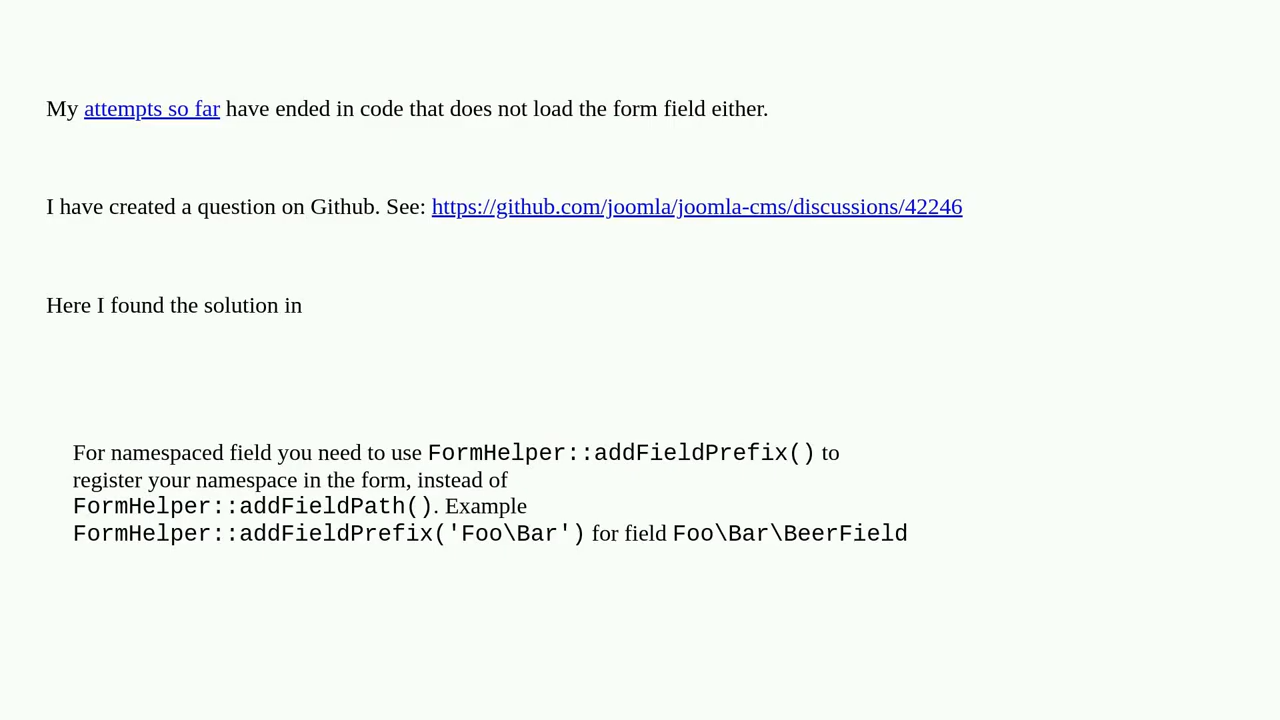 My attempts so far have ended in code that does not load the form field either.
I have created a question on Github. See: https://github.com/joomla/joomla-cms/discussions/42246
Here I found the solution in
For namespaced field you need to use FormHelper::addFieldPrefix() to
register your namespace in the form, instead of
FormHelper::addFieldPath(). Example
FormHelper::addFieldPrefix('Foo\Bar') for field Foo\Bar\BeerField